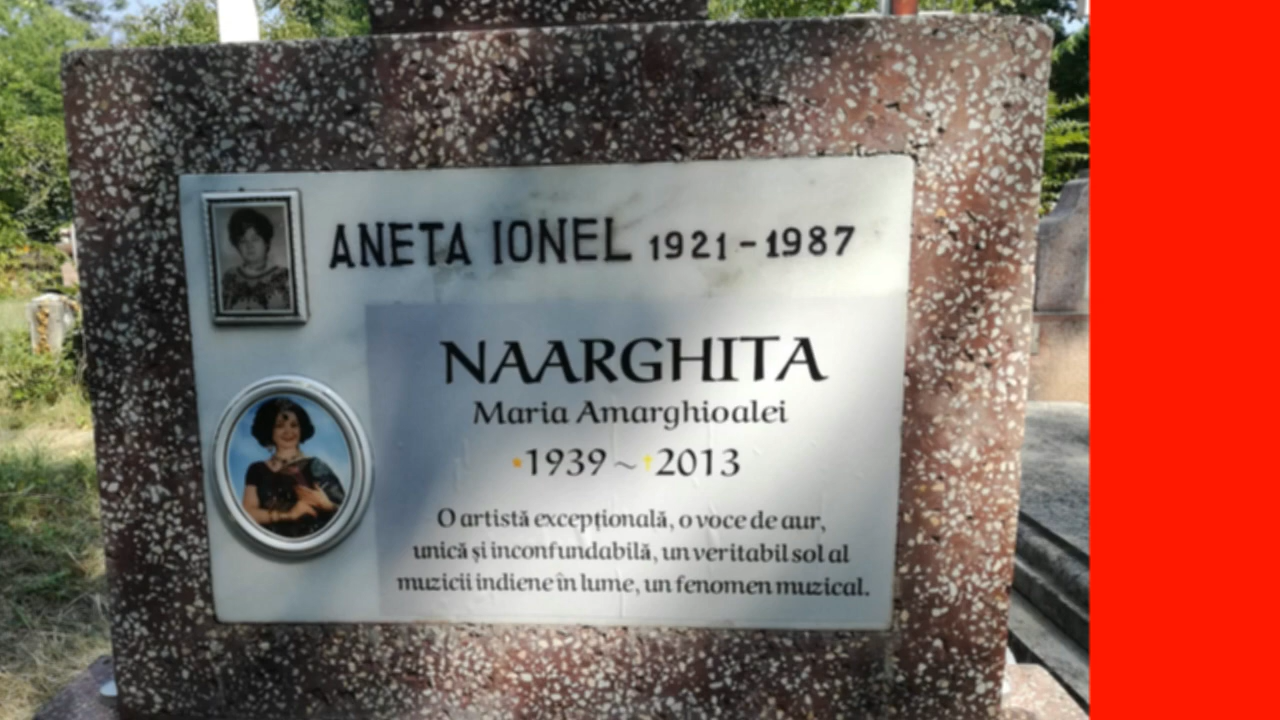 ANETA IONEL 1921-1987
NAARGHITA
Maria Amarghioalei
1939~2013
O artistă excepțională, o voce de aur,
unică și inconfundabilă, un veritabil sol al
muzicii indiene în lume, un fenomen muzical.